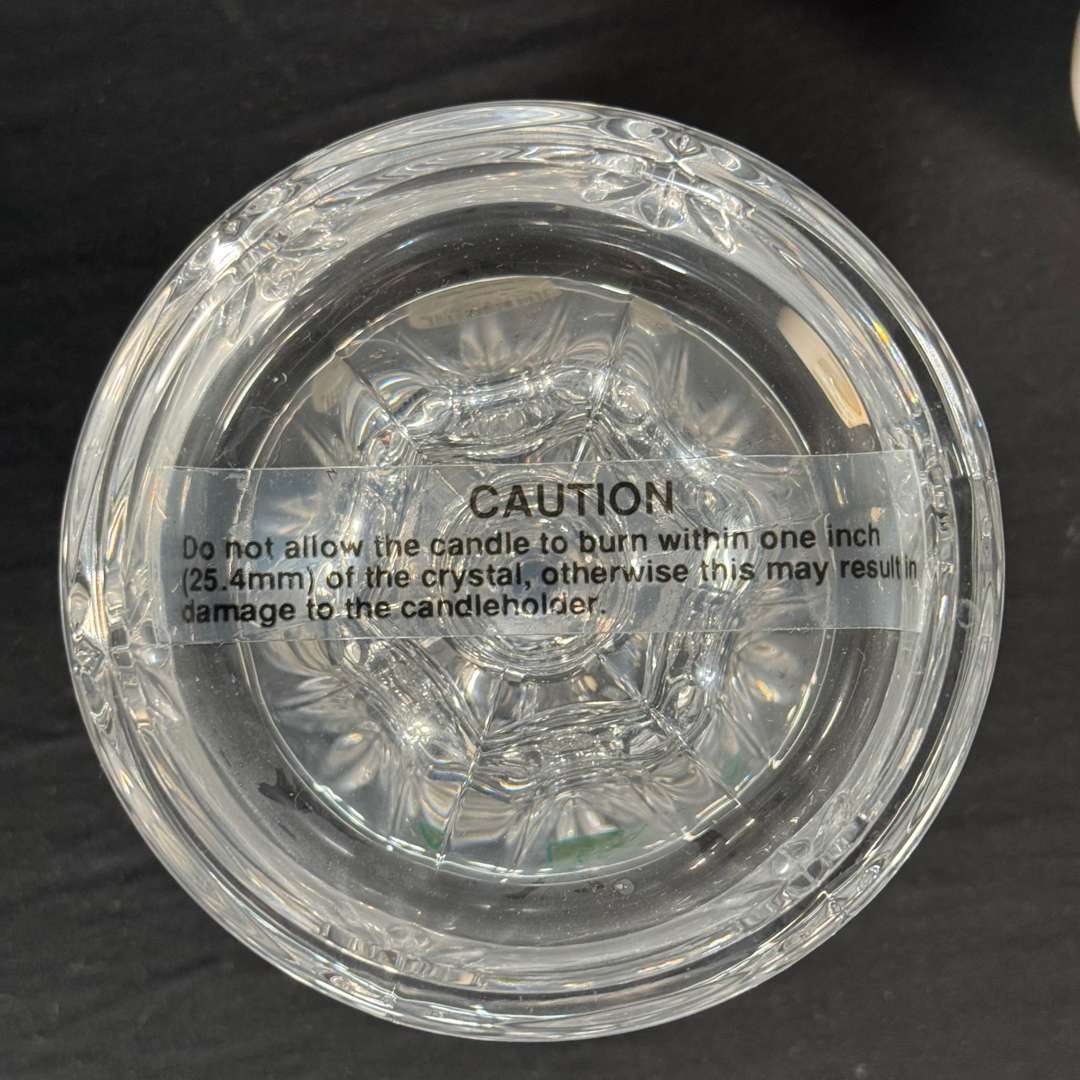 CAUTION
Do not allow the candle to burn within one inch
(25.4mm) of the crystal, otherwise this may result in
damage to the candleholder.